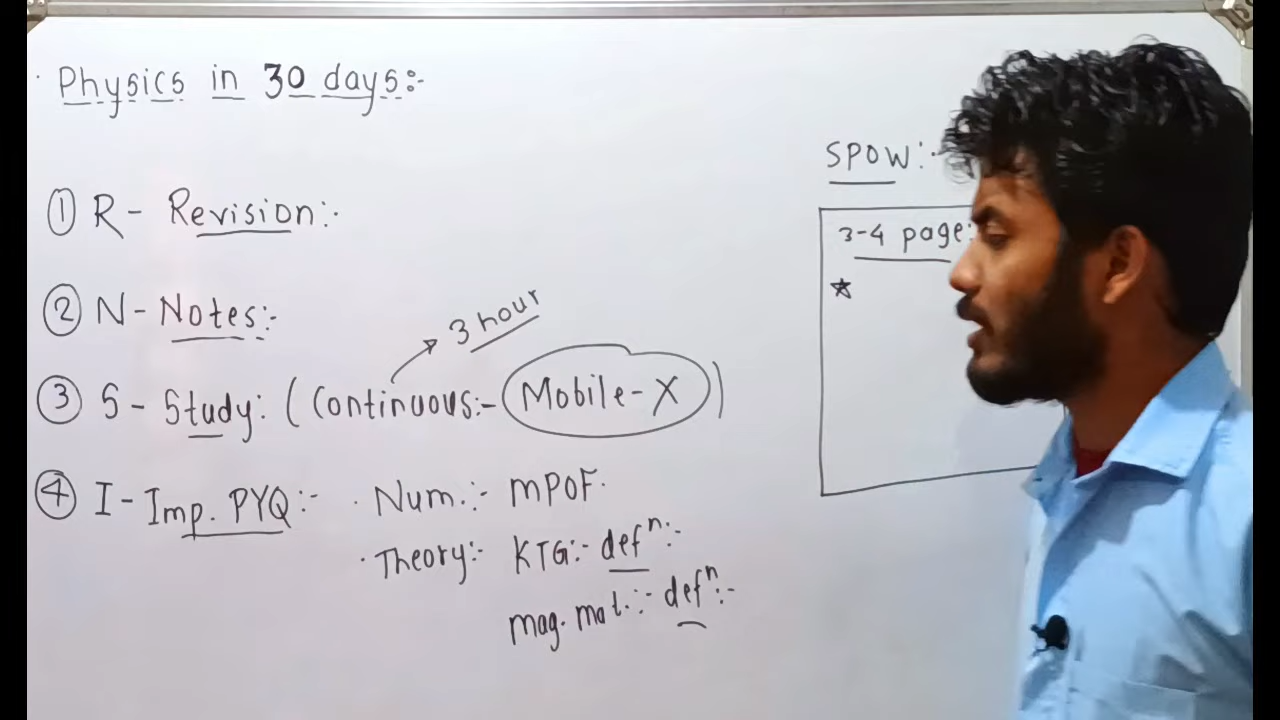 Physics in 30 days:-
① R - Revision:-
② N - Notes:-
3 hour
③ S - Study: (Continuous:- Mobile - X)
④ I - Imp. PYQ:- . Num.:- MPOF.
. Theory:- KTG:- defⁿ:-
mag. mat.:- defⁿ:-
SPOW:-
3-4 page: